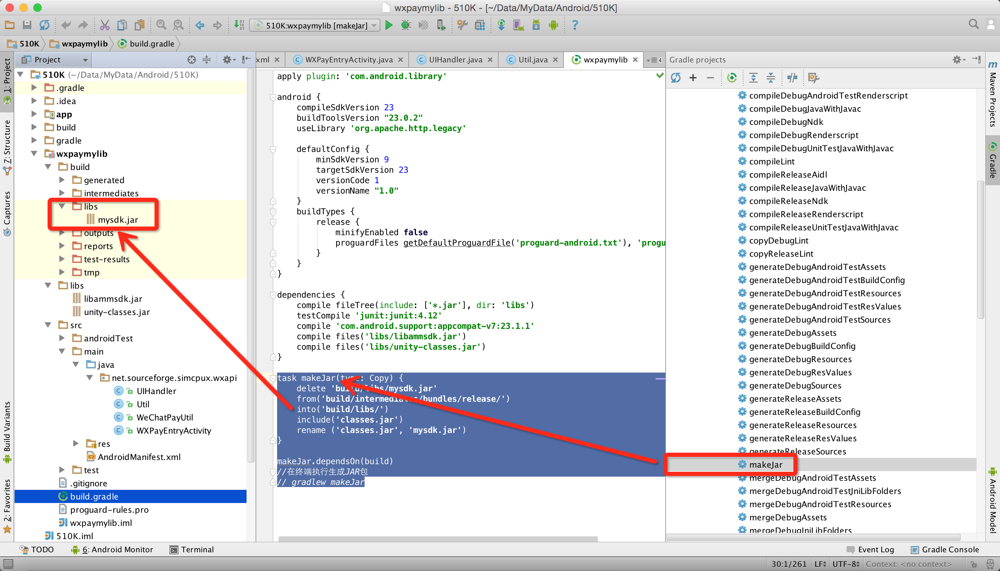 wxpaymylib - 510K - [~/Data/MyData/Android/510K]
510K:wxpaymylib [makeJar]
510K
wxpaymylib
build.gradle
1: Project
Z: Structure
Captures
Build Variants
2: Favorites
Project
510K (~/Data/MyData/Android/510K)
.gradle
.idea
app
build
gradle
wxpaymylib
build
generated
intermediates
libs
mysdk.jar
outputs
reports
test-results
tmp
libs
libammsdk.jar
unity-classes.jar
src
androidTest
main
java
net.sourceforge.simcpux.wxapi
UIHandler
Util
WeChatPayUtil
WXPayEntryActivity
res
AndroidManifest.xml
test
.gitignore
build.gradle
proguard-rules.pro
wxpaymylib.iml
510K.iml
xml
WXPayEntryActivity.java
UIHandler.java
Util.java
wxpaymylib
4
apply plugin: 'com.android.library'
android {
compileSdkVersion 23
buildToolsVersion "23.0.2"
useLibrary 'org.apache.http.legacy'
defaultConfig {
minSdkVersion 9
targetSdkVersion 23
versionCode 1
versionName "1.0"
}
buildTypes {
release {
minifyEnabled false
proguardFiles getDefaultProguardFile('proguard-android.txt'), 'progu
}
}
}
dependencies {
compile fileTree(include: ['*.jar'], dir: 'libs')
testCompile 'junit:junit:4.12'
compile 'com.android.support:appcompat-v7:23.1.1'
compile files('libs/libammsdk.jar')
compile files('libs/unity-classes.jar')
}
task makeJar(type: Copy) {
delete 'build/libs/mysdk.jar'
from('build/intermediates/bundles/release/')
into('build/libs/')
include('classes.jar')
rename ('classes.jar', 'mysdk.jar')
}
makeJar.dependsOn(build)
//在终端执行生成JAR包
// gradlew makeJar
Gradle projects
compileDebugAndroidTestRenderscript
compileDebugJavaWithJavac
compileDebugNdk
compileDebugRenderscript
compileDebugUnitTestJavaWithJavac
compileLint
compileReleaseAidl
compileReleaseJavaWithJavac
compileReleaseNdk
compileReleaseRenderscript
compileReleaseUnitTestJavaWithJavac
copyDebugLint
copyReleaseLint
generateDebugAndroidTestAssets
generateDebugAndroidTestBuildConfig
generateDebugAndroidTestResources
generateDebugAndroidTestResValues
generateDebugAndroidTestSources
generateDebugAssets
generateDebugBuildConfig
generateDebugResources
generateDebugResValues
generateDebugSources
generateReleaseAssets
generateReleaseBuildConfig
generateReleaseResources
generateReleaseResValues
generateReleaseSources
makeJar
mergeDebugAndroidTestAssets
mergeDebugAndroidTestJniLibFolders
mergeDebugAndroidTestResources
mergeDebugAssets
mergeDebugJniLibFolders
m
Maven Projects
Gradle
Android Model
TODO
6: Android Monitor
Terminal
Event Log
Gradle Console
30:1/261
LF
UTF-8
Context: <no context>